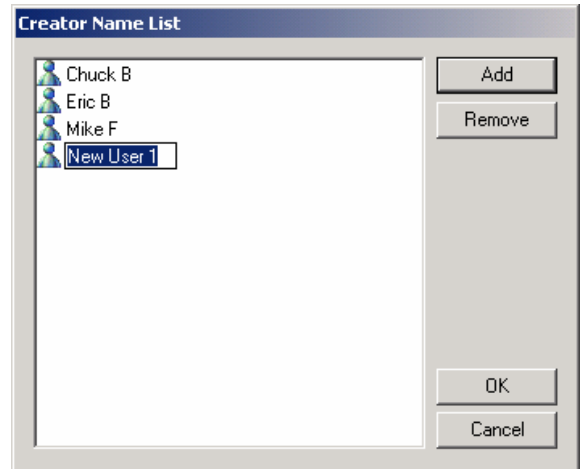 Creator Name List
Chuck B
Eric B
Mike F
New User 1
Add
Remove
OK
Cancel